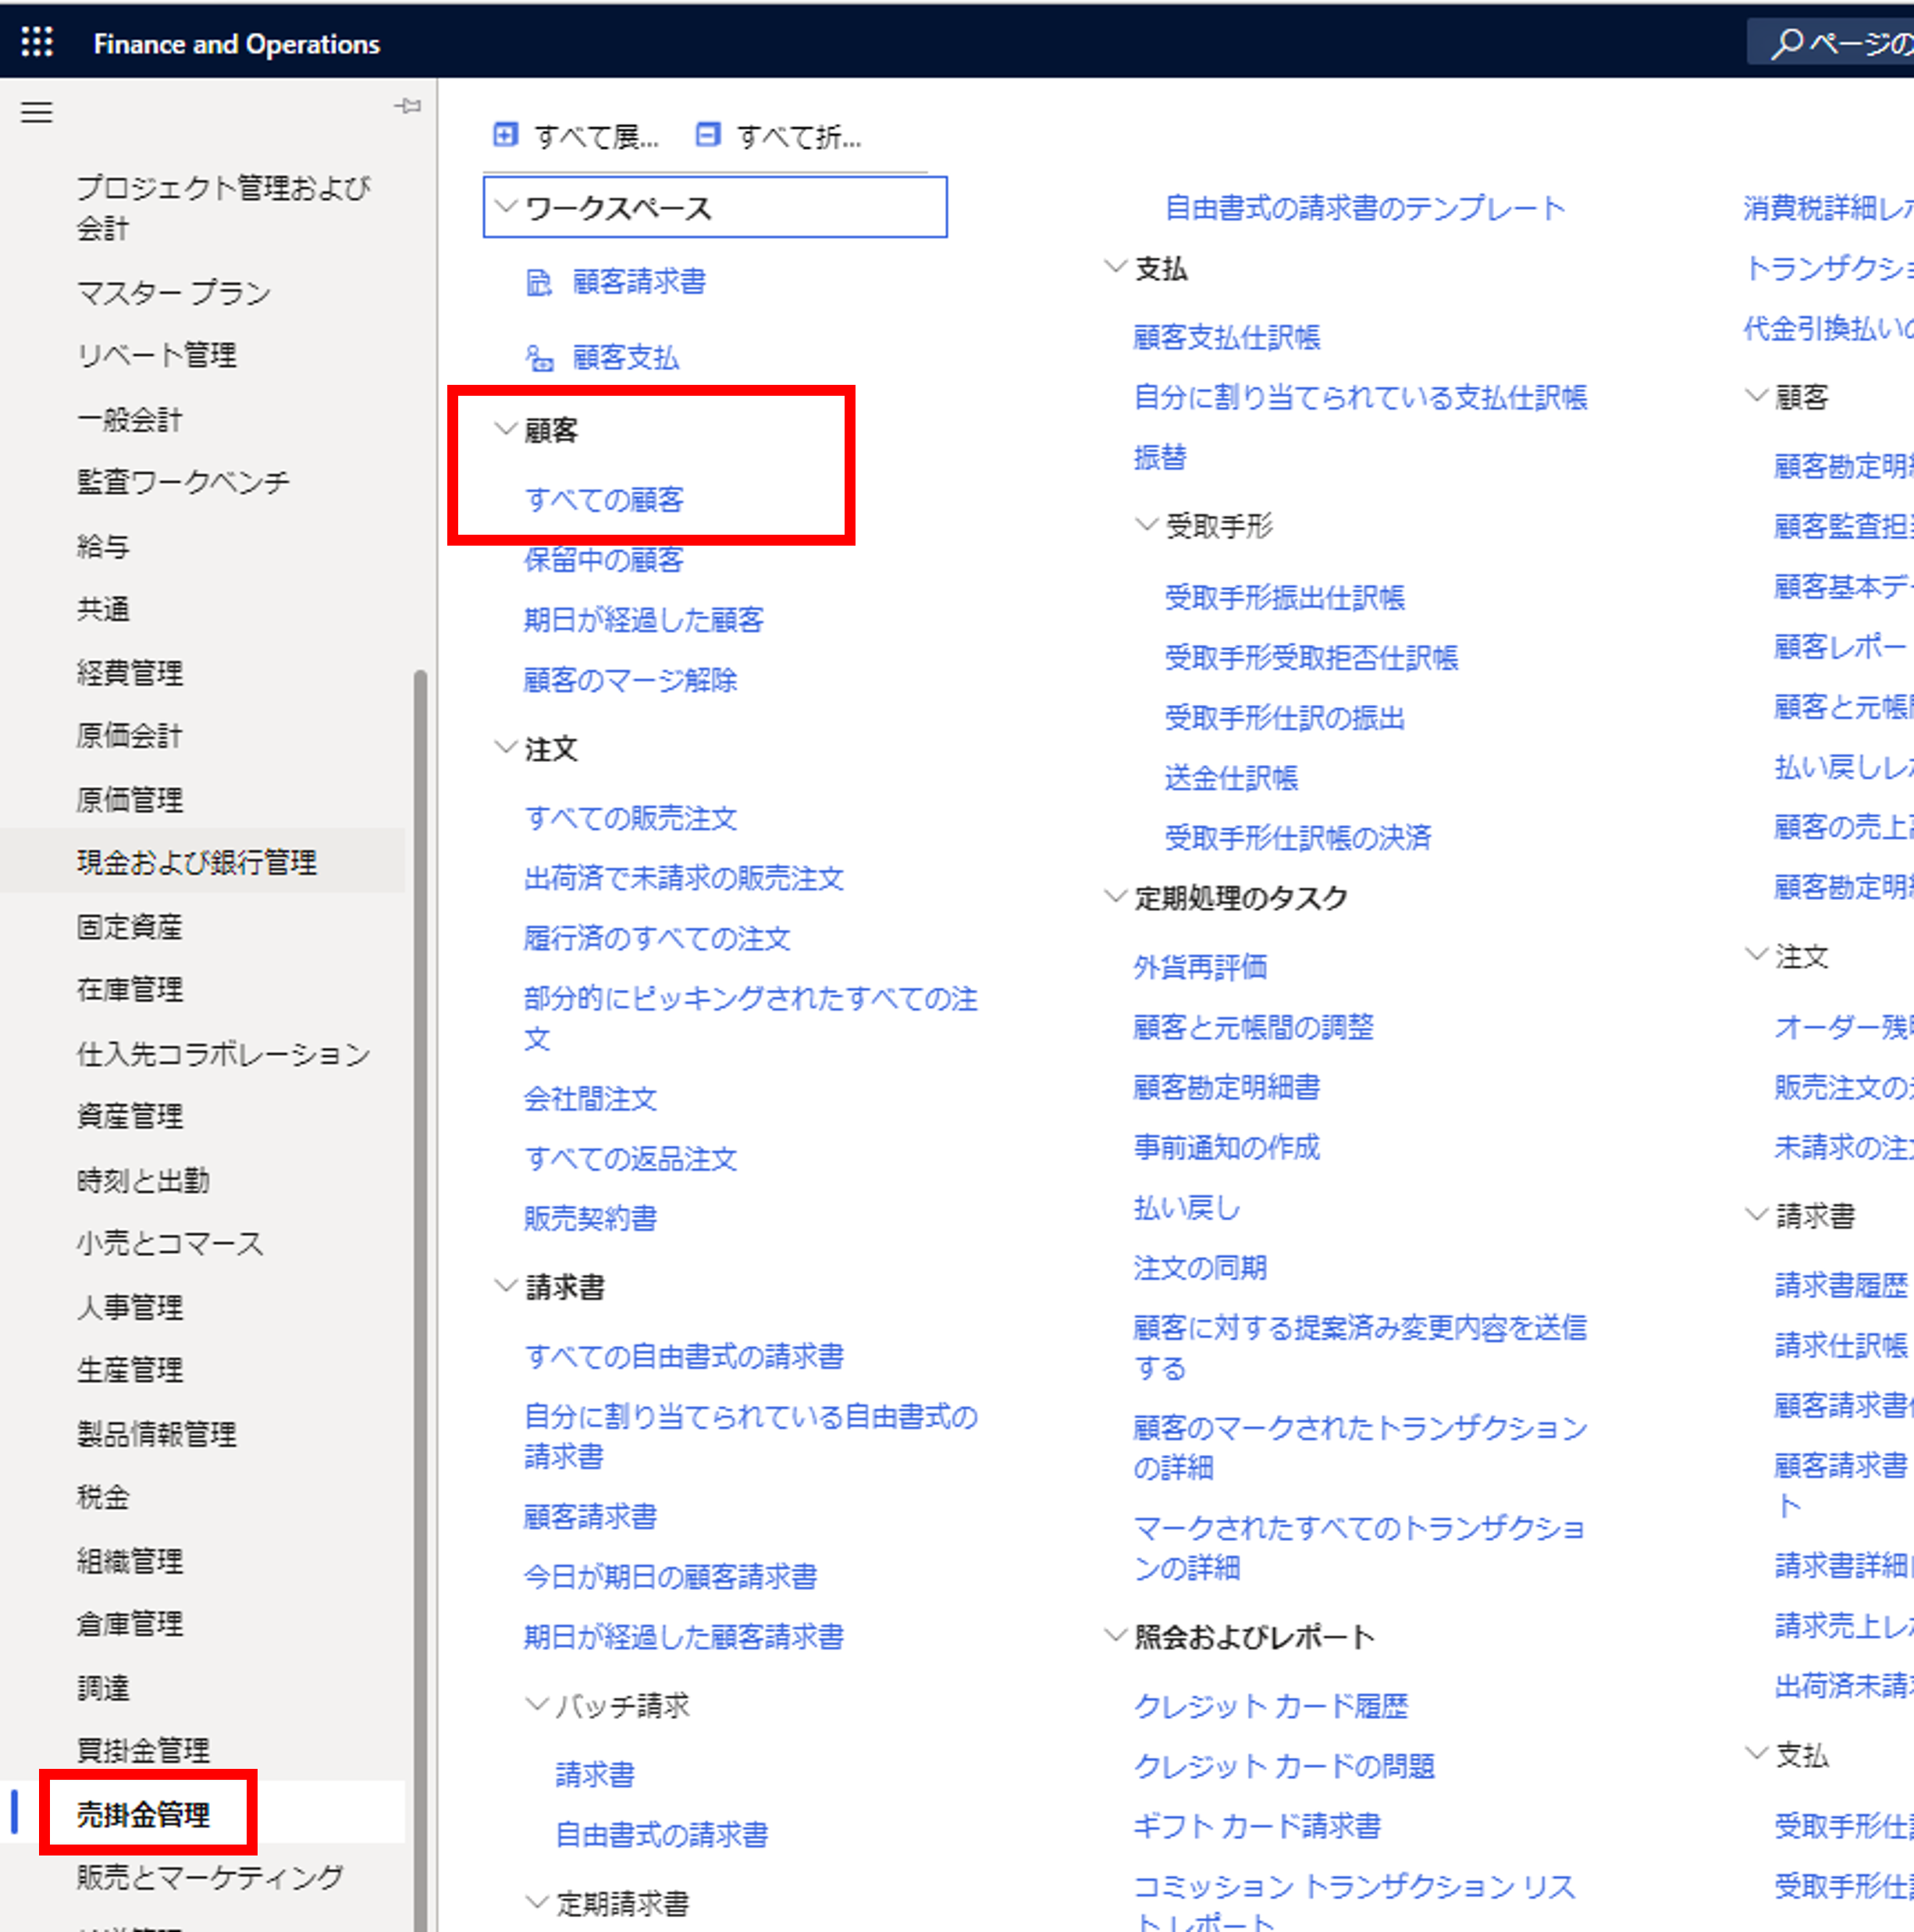 Finance and Operations
ページの
プロジェクト管理および
会計
マスター プラン
リベート管理
一般会計
監査ワークベンチ
給与
共通
経費管理
原価会計
原価管理
現金および銀行管理
固定資産
在庫管理
仕入先コラボレーション
資産管理
時刻と出勤
小売とコマース
人事管理
生産管理
製品情報管理
税金
組織管理
倉庫管理
調達
買掛金管理
売掛金管理
販売とマーケティング
すべて展...
すべて折...
ワークスペース
顧客請求書
顧客支払
顧客
すべての顧客
保留中の顧客
期日が経過した顧客
顧客のマージ解除
注文
すべての販売注文
出荷済で未請求の販売注文
履行済のすべての注文
部分的にピッキングされたすべての注
文
会社間注文
すべての返品注文
販売契約書
請求書
すべての自由書式の請求書
自分に割り当てられている自由書式の
請求書
顧客請求書
今日が期日の顧客請求書
期日が経過した顧客請求書
バッチ請求
請求書
自由書式の請求書
定期請求書
自由書式の請求書のテンプレート
支払
顧客支払仕訳帳
自分に割り当てられている支払仕訳帳
振替
受取手形
受取手形振出仕訳帳
受取手形受取拒否仕訳帳
受取手形仕訳の振出
送金仕訳帳
受取手形仕訳帳の決済
定期処理のタスク
外貨再評価
顧客と元帳間の調整
顧客勘定明細書
事前通知の作成
払い戻し
注文の同期
顧客に対する提案済み変更内容を送信
する
顧客のマークされたトランザクション
の詳細
マークされたすべてのトランザクショ
ンの詳細
照会およびレポート
クレジット カード履歴
クレジット カードの問題
ギフト カード請求書
コミッション トランザクション リス
ト レポート
消費税詳細レ
トランザクショ
代金引換払いの
顧客
顧客勘定明
顧客監査担
顧客基本デ
顧客レポー
顧客と元帳
払い戻しレ
顧客の売上
顧客勘定明
注文
オーダー残
販売注文の
未請求の注
請求書
請求書履歴
請求仕訳帳
顧客請求書
顧客請求書
ト
請求書詳細
請求売上レ
出荷済未請
支払
受取手形仕
受取手形仕